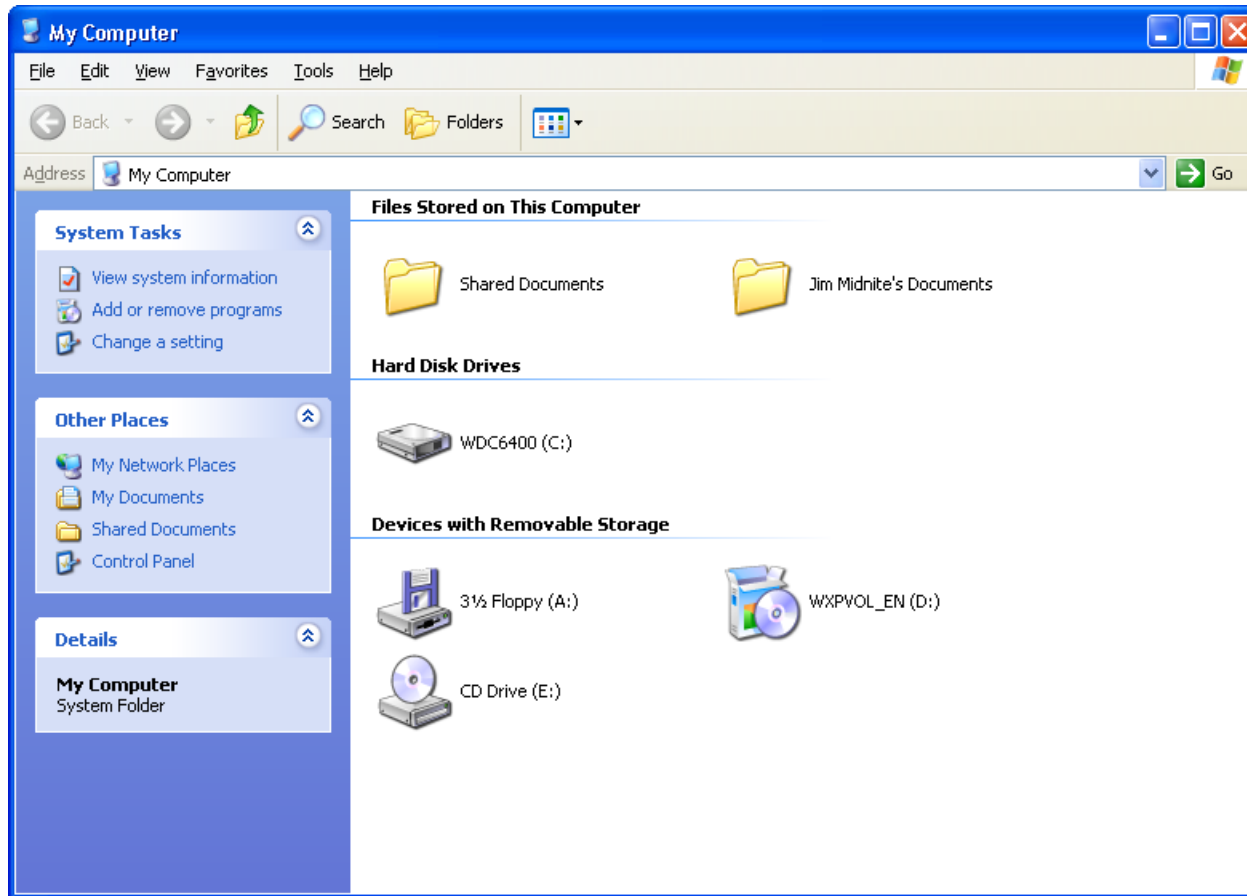 My Computer
File Edit View Favorites Tools Help
Back Search Folders
Address My Computer Go
System Tasks
View system information
Add or remove programs
Change a setting
Other Places
My Network Places
My Documents
Shared Documents
Control Panel
Details
My Computer
System Folder
Files Stored on This Computer
Shared Documents Jim Midnite's Documents
Hard Disk Drives
WDC6400 (C:)
Devices with Removable Storage
3½ Floppy (A:) WXPVOL_EN (D:)
CD Drive (E:)